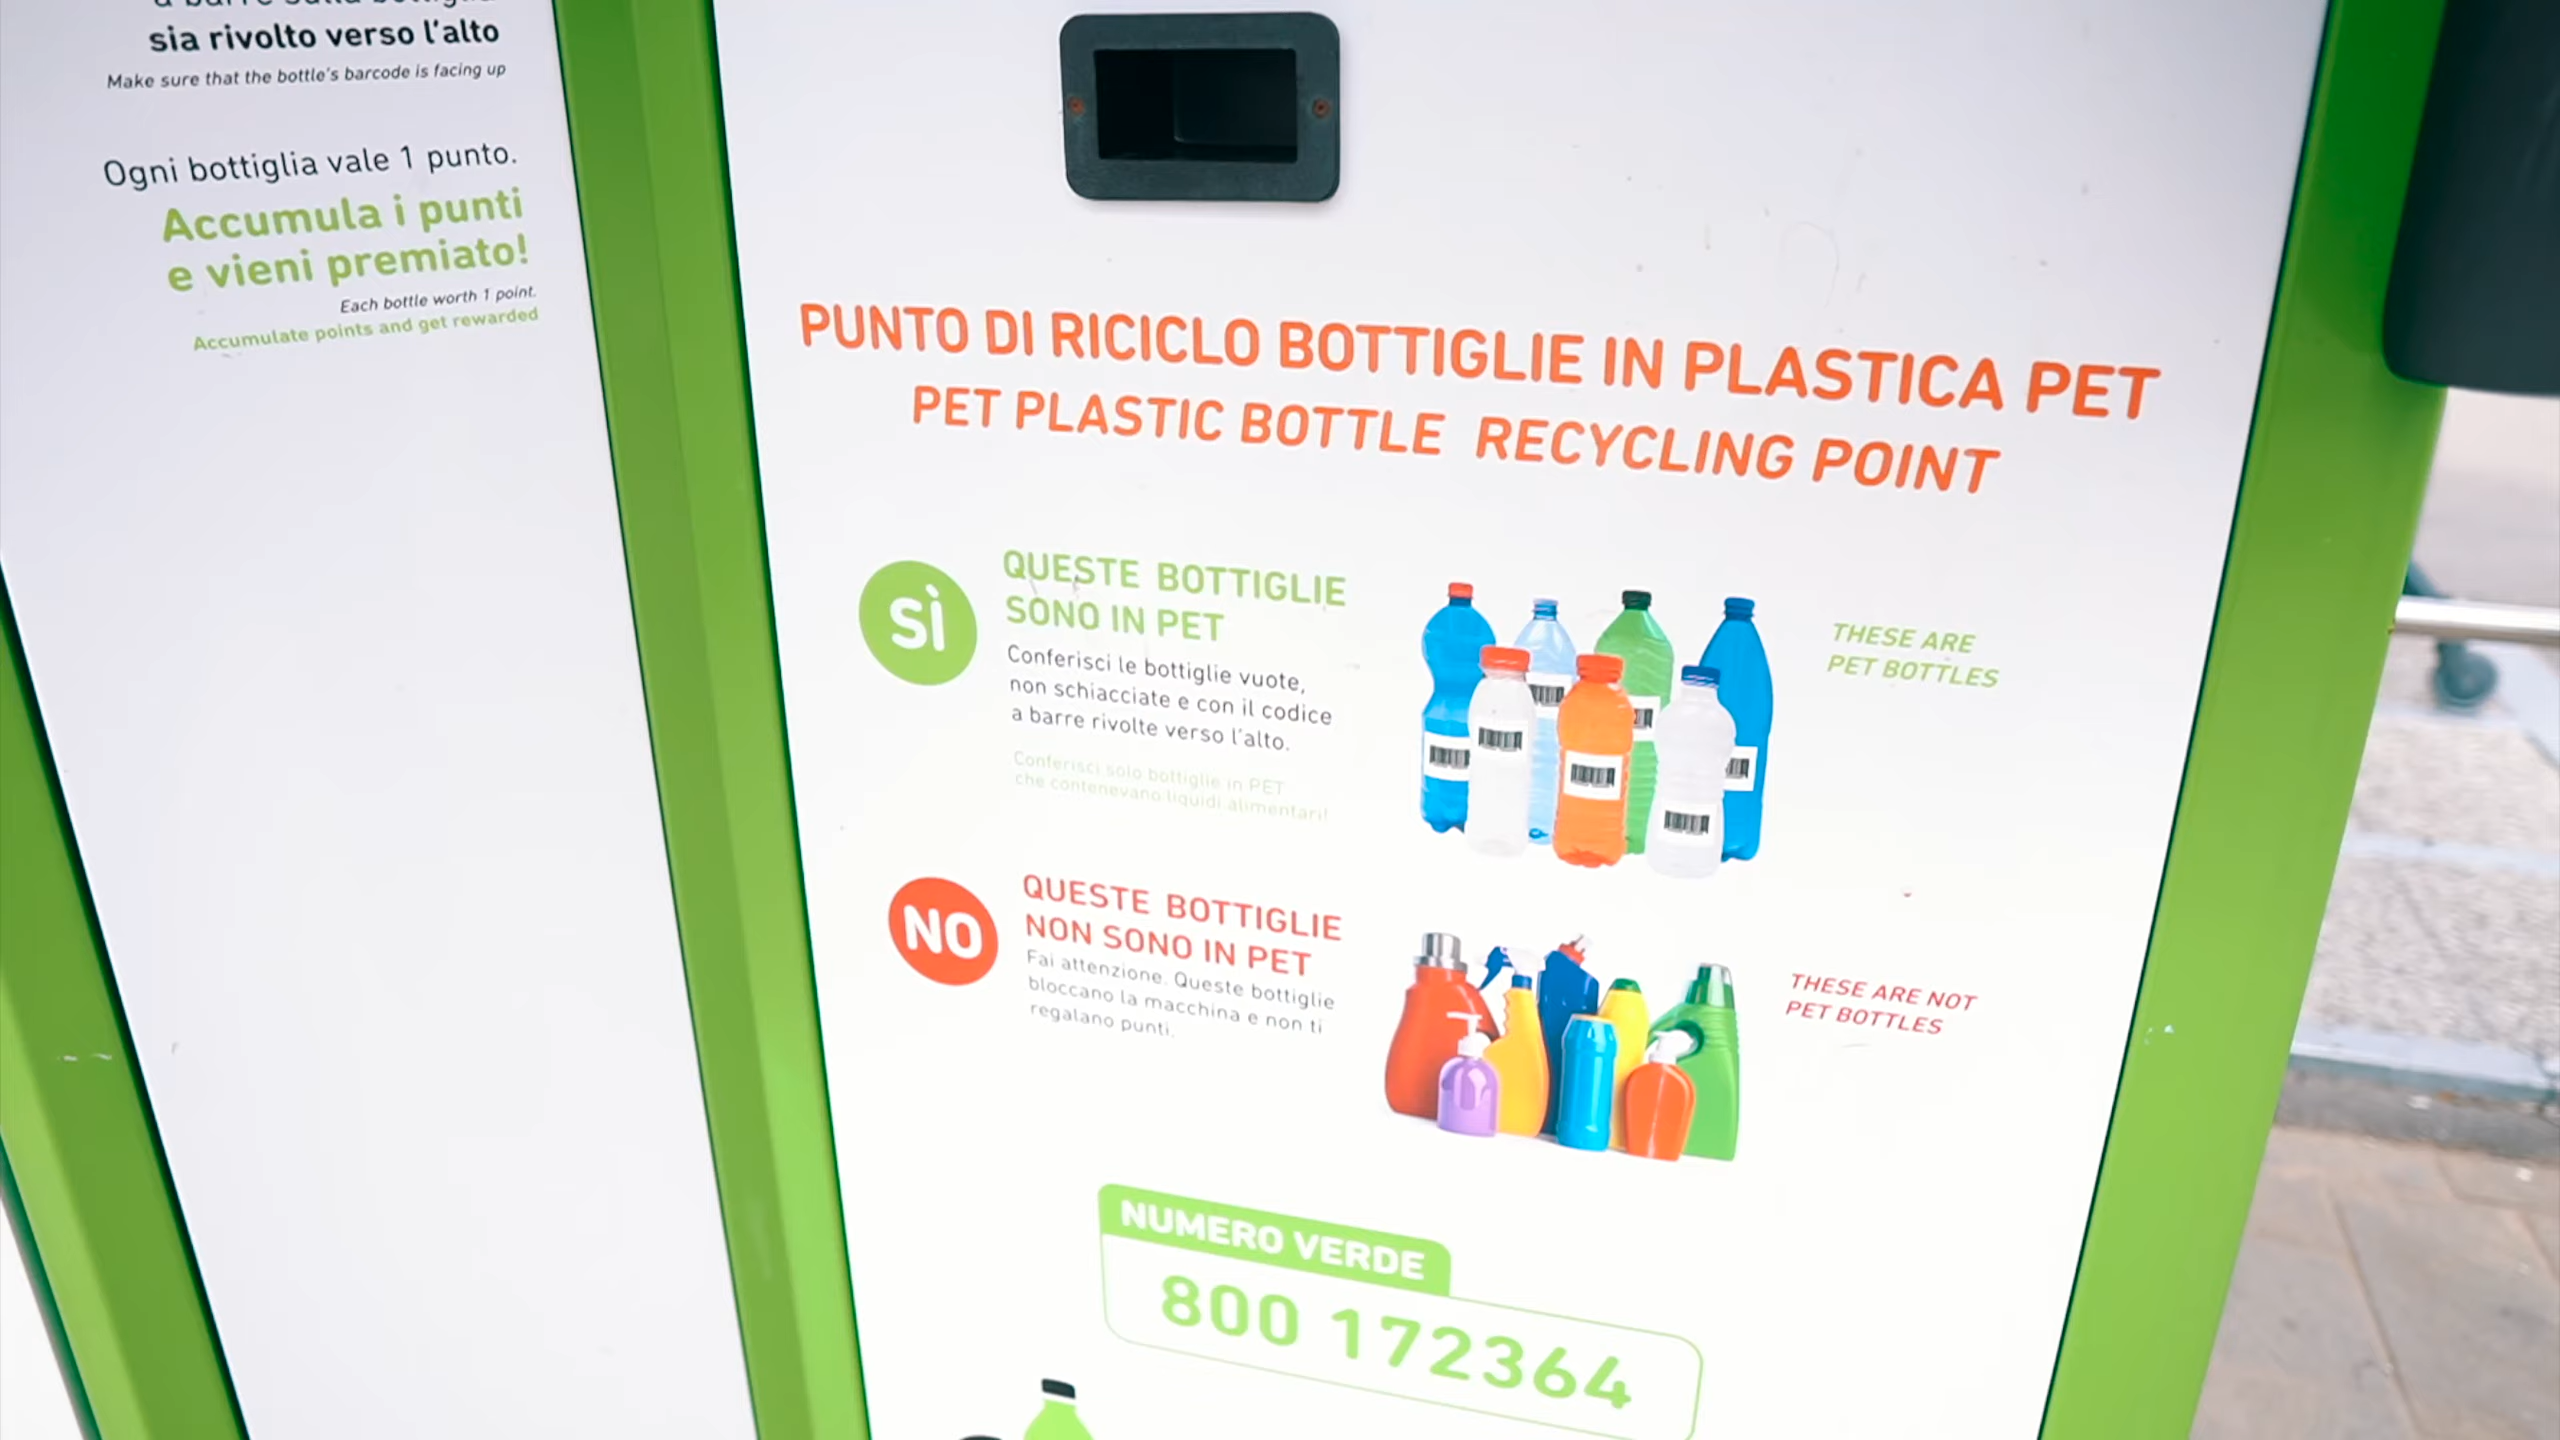 sia rivolto verso l'alto
Make sure that the bottle's barcode is facing up
Ogni bottiglia vale 1 punto.
Accumula i punti
e vieni premiato!
Each bottle worth 1 point.
Accumulate points and get rewarded
PUNTO DI RICICLO BOTTIGLIE IN PLASTICA PET
PET PLASTIC BOTTLE RECYCLING POINT
SÌ
QUESTE BOTTIGLIE
SONO IN PET
Conferisci le bottiglie vuote,
non schiacciate e con il codice
a barre rivolte verso l'alto.
Conferisci solo bottiglie in PET
che contenevano liquidi alimentari!
THESE ARE
PET BOTTLES
NO
QUESTE BOTTIGLIE
NON SONO IN PET
Fai attenzione. Queste bottiglie
bloccano la macchina e non ti
regalano punti.
THESE ARE NOT
PET BOTTLES
NUMERO VERDE
800 172364